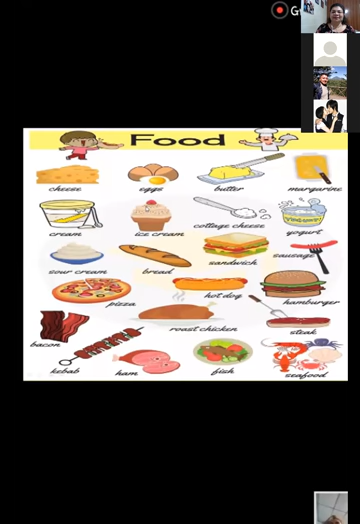 Food
cheese
eggs
butter
margarine
cream
ice cream
cottage cheese
yogurt
sour cream
bread
sandwich
sausage
pizza
hot dog
hamburger
roast chicken
steak
bacon
kebab
ham
fish
seafood